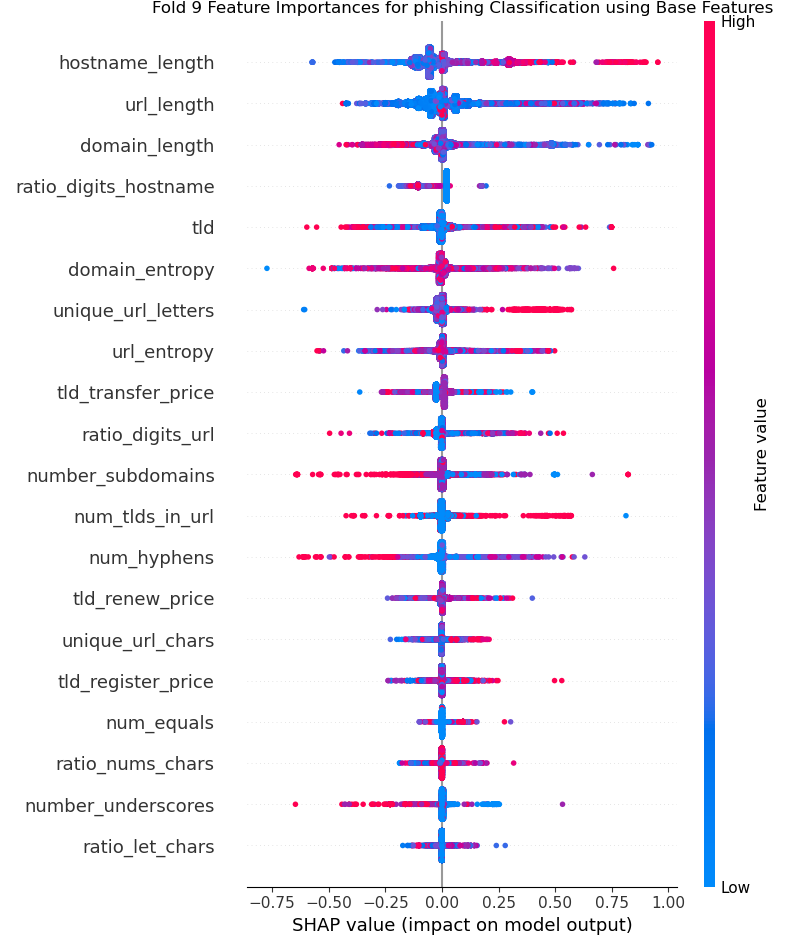 Fold 9 Feature Importances for phishing Classification using Base Features
High
hostname_length
url_length
domain_length
ratio_digits_hostname
tld
domain_entropy
unique_url_letters
url_entropy
tld_transfer_price
ratio_digits_url
number_subdomains
num_tlds_in_url
num_hyphens
tld_renew_price
unique_url_chars
tld_register_price
num_equals
ratio_nums_chars
number_underscores
ratio_let_chars
Feature value
Low
−0.75 −0.50 −0.25 0.00 0.25 0.50 0.75 1.00
SHAP value (impact on model output)